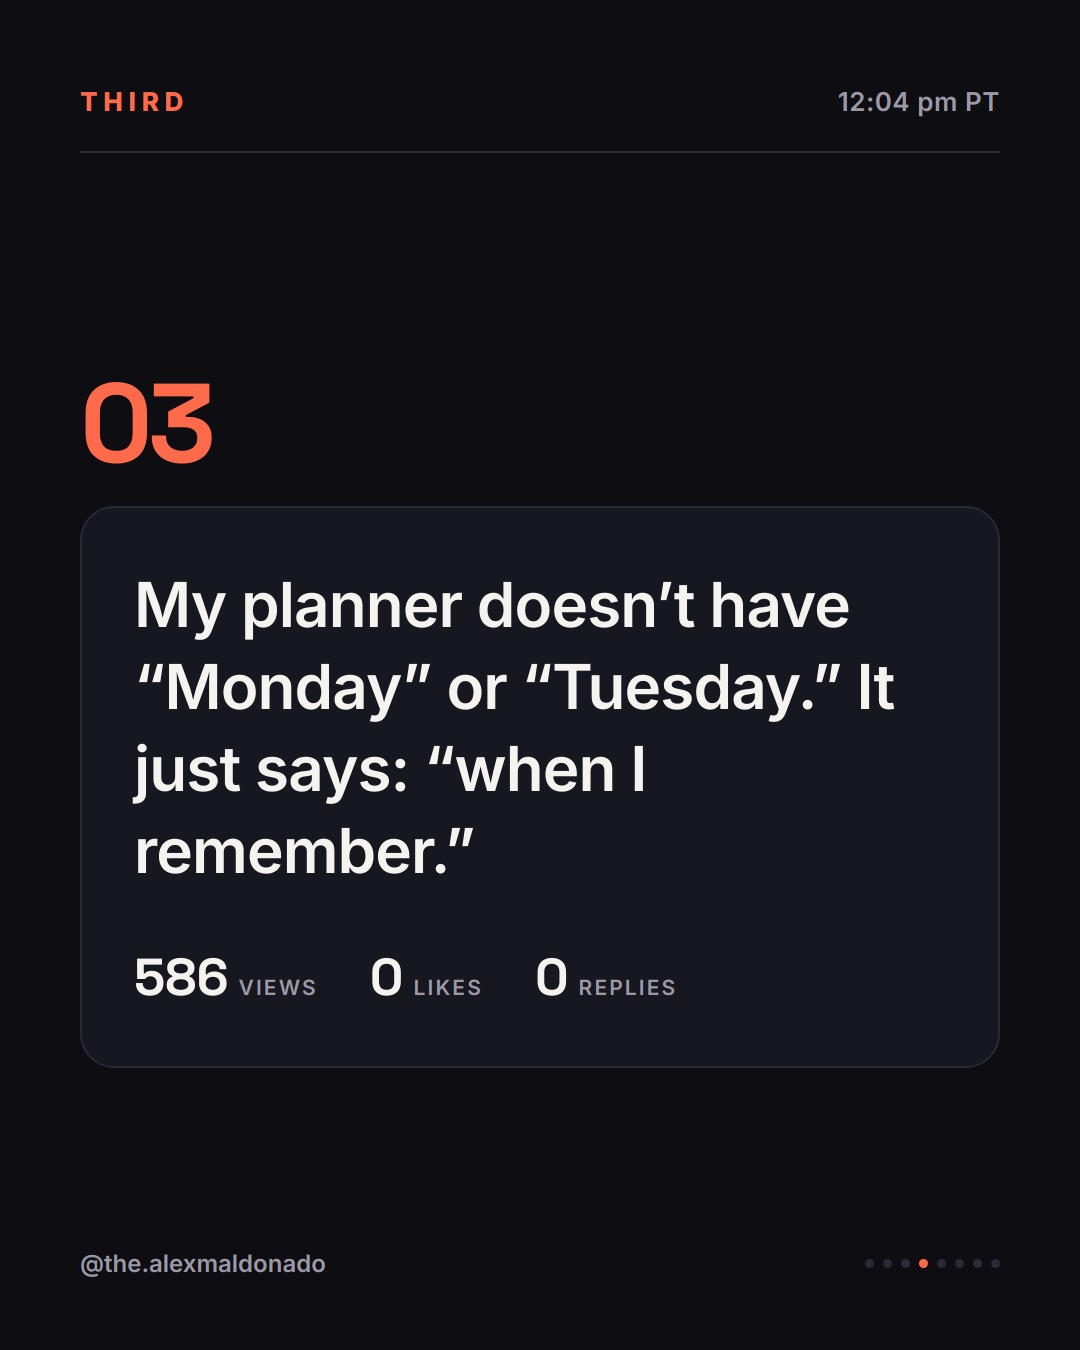 THIRD
12:04 pm PT
03
My planner doesn’t have
“Monday” or “Tuesday.” It
just says: “when I
remember.”
586 VIEWS 0 LIKES 0 REPLIES
@the.alexmaldonado